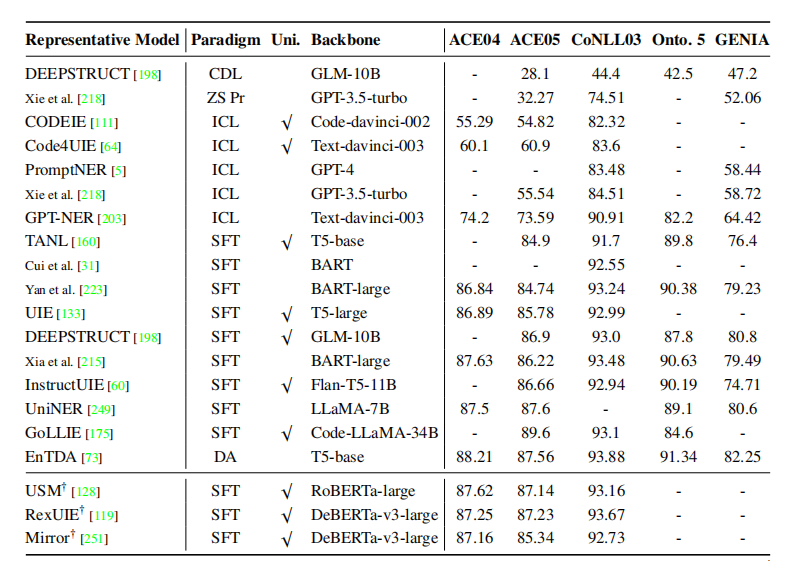 Representative Model Paradigm Uni. Backbone ACE04 ACE05 CoNLL03 Onto. 5 GENIA
DEEPSTRUCT [198] CDL GLM-10B - 28.1 44.4 42.5 47.2
Xie et al. [218] ZS Pr GPT-3.5-turbo - 32.27 74.51 - 52.06
CODEIE [111] ICL √ Code-davinci-002 55.29 54.82 82.32 - -
Code4UIE [64] ICL √ Text-davinci-003 60.1 60.9 83.6 - -
PromptNER [5] ICL GPT-4 - - 83.48 - 58.44
Xie et al. [218] ICL GPT-3.5-turbo - 55.54 84.51 - 58.72
GPT-NER [203] ICL Text-davinci-003 74.2 73.59 90.91 82.2 64.42
TANL [160] SFT √ T5-base - 84.9 91.7 89.8 76.4
Cui et al. [31] SFT BART - - 92.55 - -
Yan et al. [223] SFT BART-large 86.84 84.74 93.24 90.38 79.23
UIE [133] SFT √ T5-large 86.89 85.78 92.99 - -
DEEPSTRUCT [198] SFT √ GLM-10B - 86.9 93.0 87.8 80.8
Xia et al. [215] SFT BART-large 87.63 86.22 93.48 90.63 79.49
InstructUIE [60] SFT √ Flan-T5-11B - 86.66 92.94 90.19 74.71
UniNER [249] SFT LLaMA-7B 87.5 87.6 - 89.1 80.6
GoLLIE [175] SFT √ Code-LLaMA-34B - 89.6 93.1 84.6 -
EnTDA [73] DA T5-base 88.21 87.56 93.88 91.34 82.25
USM† [128] SFT √ RoBERTa-large 87.62 87.14 93.16 - -
RexUIE† [119] SFT √ DeBERTa-v3-large 87.25 87.23 93.67 - -
Mirror† [251] SFT √ DeBERTa-v3-large 87.16 85.34 92.73 - -